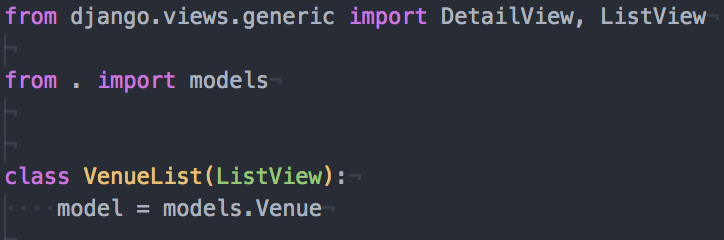 from django.views.generic import DetailView, ListView
from . import models
class VenueList(ListView):
    model = models.Venue